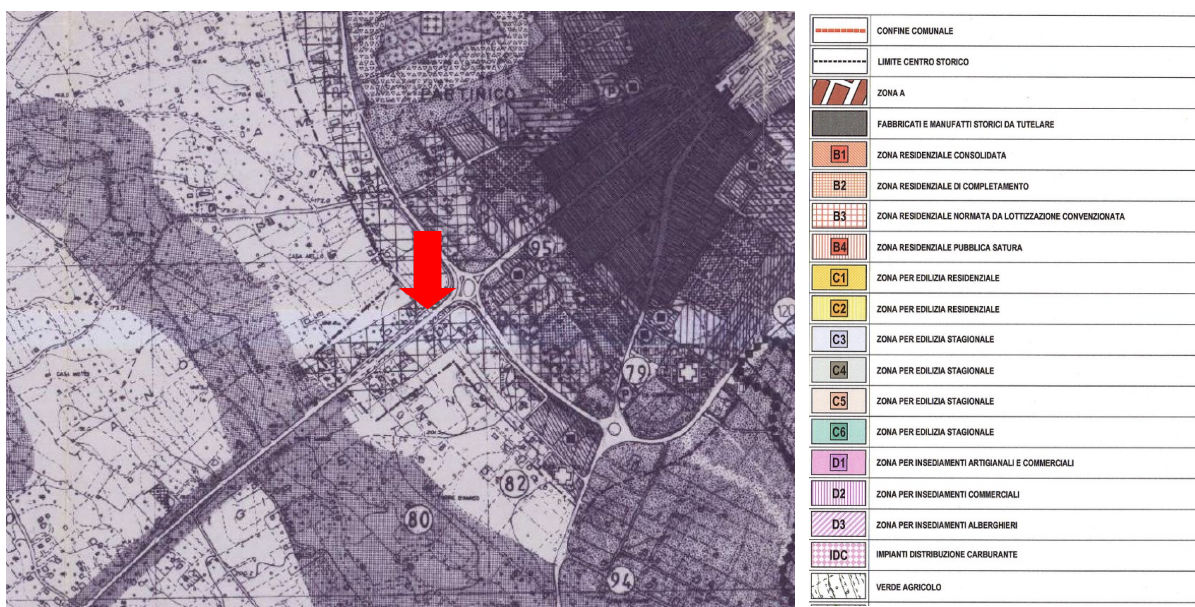 PARTINICO
P
95
CASA MELLO
120
79
P
82
80
94
CONFINE COMUNALE
LIMITE CENTRO STORICO
ZONA A
FABBRICATI E MANUFATTI STORICI DA TUTELARE
B1 ZONA RESIDENZIALE CONSOLIDATA
B2 ZONA RESIDENZIALE DI COMPLETAMENTO
B3 ZONA RESIDENZIALE NORMATA DA LOTTIZZAZIONE CONVENZIONATA
B4 ZONA RESIDENZIALE PUBBLICA SATURA
C1 ZONA PER EDILIZIA RESIDENZIALE
C2 ZONA PER EDILIZIA RESIDENZIALE
C3 ZONA PER EDILIZIA STAGIONALE
C4 ZONA PER EDILIZIA STAGIONALE
C5 ZONA PER EDILIZIA STAGIONALE
C6 ZONA PER EDILIZIA STAGIONALE
D1 ZONA PER INSEDIAMENTI ARTIGIANALI E COMMERCIALI
D2 ZONA PER INSEDIAMENTI COMMERCIALI
D3 ZONA PER INSEDIAMENTI ALBERGHIERI
IDC IMPIANTI DISTRIBUZIONE CARBURANTE
VERDE AGRICOLO